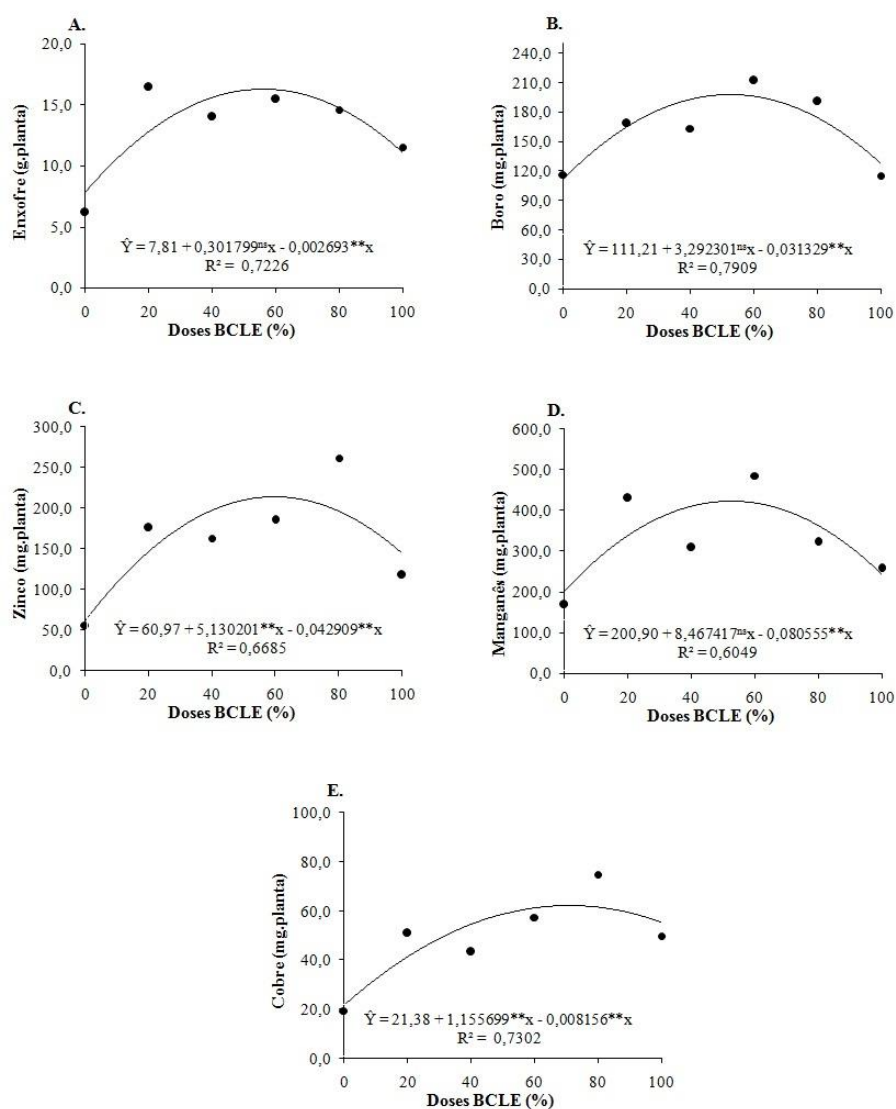 A.
20,0
15,0
10,0
5,0
0,0
Enxofre (g.planta)
Ŷ = 7,81 + 0,301799ⁿˢx - 0,002693**x
R² = 0,7226
0 20 40 60 80 100
Doses BCLE (%)
B.
240,0
210,0
180,0
150,0
120,0
90,0
60,0
30,0
0,0
Boro (mg.planta)
Ŷ = 111,21 + 3,292301ⁿˢx - 0,031329**x
R² = 0,7909
0 20 40 60 80 100
Doses BCLE (%)
C.
300,0
250,0
200,0
150,0
100,0
50,0
0,0
Zinco (mg.planta)
Ŷ = 60,97 + 5,130201**x - 0,042909**x
R² = 0,6685
0 20 40 60 80 100
Doses BCLE (%)
D.
600,0
500,0
400,0
300,0
200,0
100,0
0,0
Manganês (mg.planta)
Ŷ = 200,90 + 8,467417ⁿˢx - 0,080555**x
R² = 0,6049
0 20 40 60 80 100
Doses BCLE (%)
E.
100,0
80,0
60,0
40,0
20,0
0,0
Cobre (mg.planta)
Ŷ = 21,38 + 1,155699**x - 0,008156**x
R² = 0,7302
0 20 40 60 80 100
Doses BCLE (%)